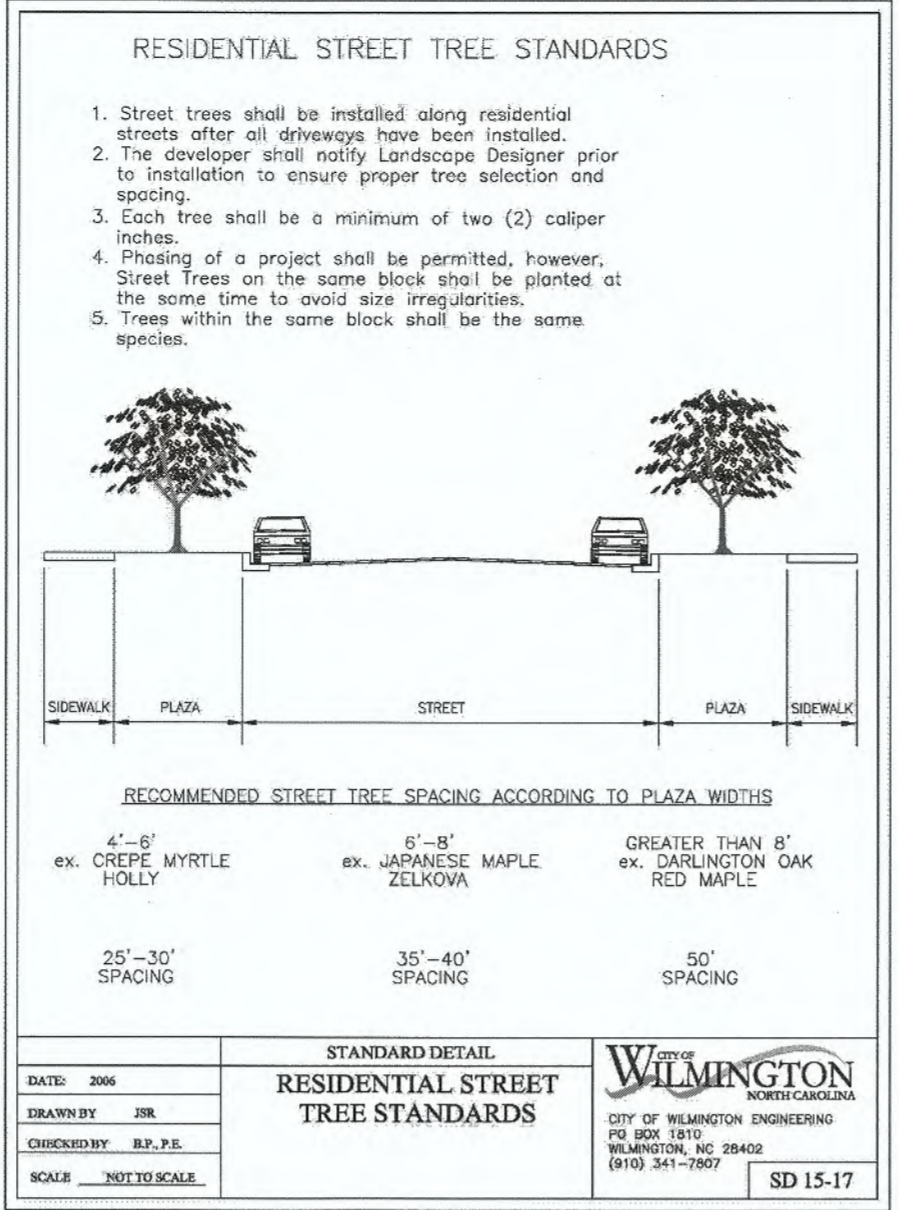 RESIDENTIAL STREET TREE STANDARDS
1. Street trees shall be installed along residential
streets after all driveways have been installed.
2. The developer shall notify Landscape Designer prior
to installation to ensure proper tree selection and
spacing.
3. Each tree shall be a minimum of two (2) caliper
inches.
4. Phasing of a project shall be permitted, however,
Street Trees on the same block shall be planted at
the same time to avoid size irregularities.
5. Trees within the same block shall be the same
species.
SIDEWALK PLAZA STREET PLAZA SIDEWALK
RECOMMENDED STREET TREE SPACING ACCORDING TO PLAZA WIDTHS
4'-6' 6'-8' GREATER THAN 8'
ex. CREPE MYRTLE ex. JAPANESE MAPLE ex. DARLINGTON OAK
HOLLY ZELKOVA RED MAPLE
25'-30' 35'-40' 50'
SPACING SPACING SPACING
DATE: 2006
DRAWN BY JSR
CHECKED BY B.P., P.E.
SCALE NOT TO SCALE
STANDARD DETAIL
RESIDENTIAL STREET
TREE STANDARDS
CITY OF
WILMINGTON
NORTH CAROLINA
CITY OF WILMINGTON ENGINEERING
PO BOX 1810
WILMINGTON, NC 28402
(910) 341-7807
SD 15-17